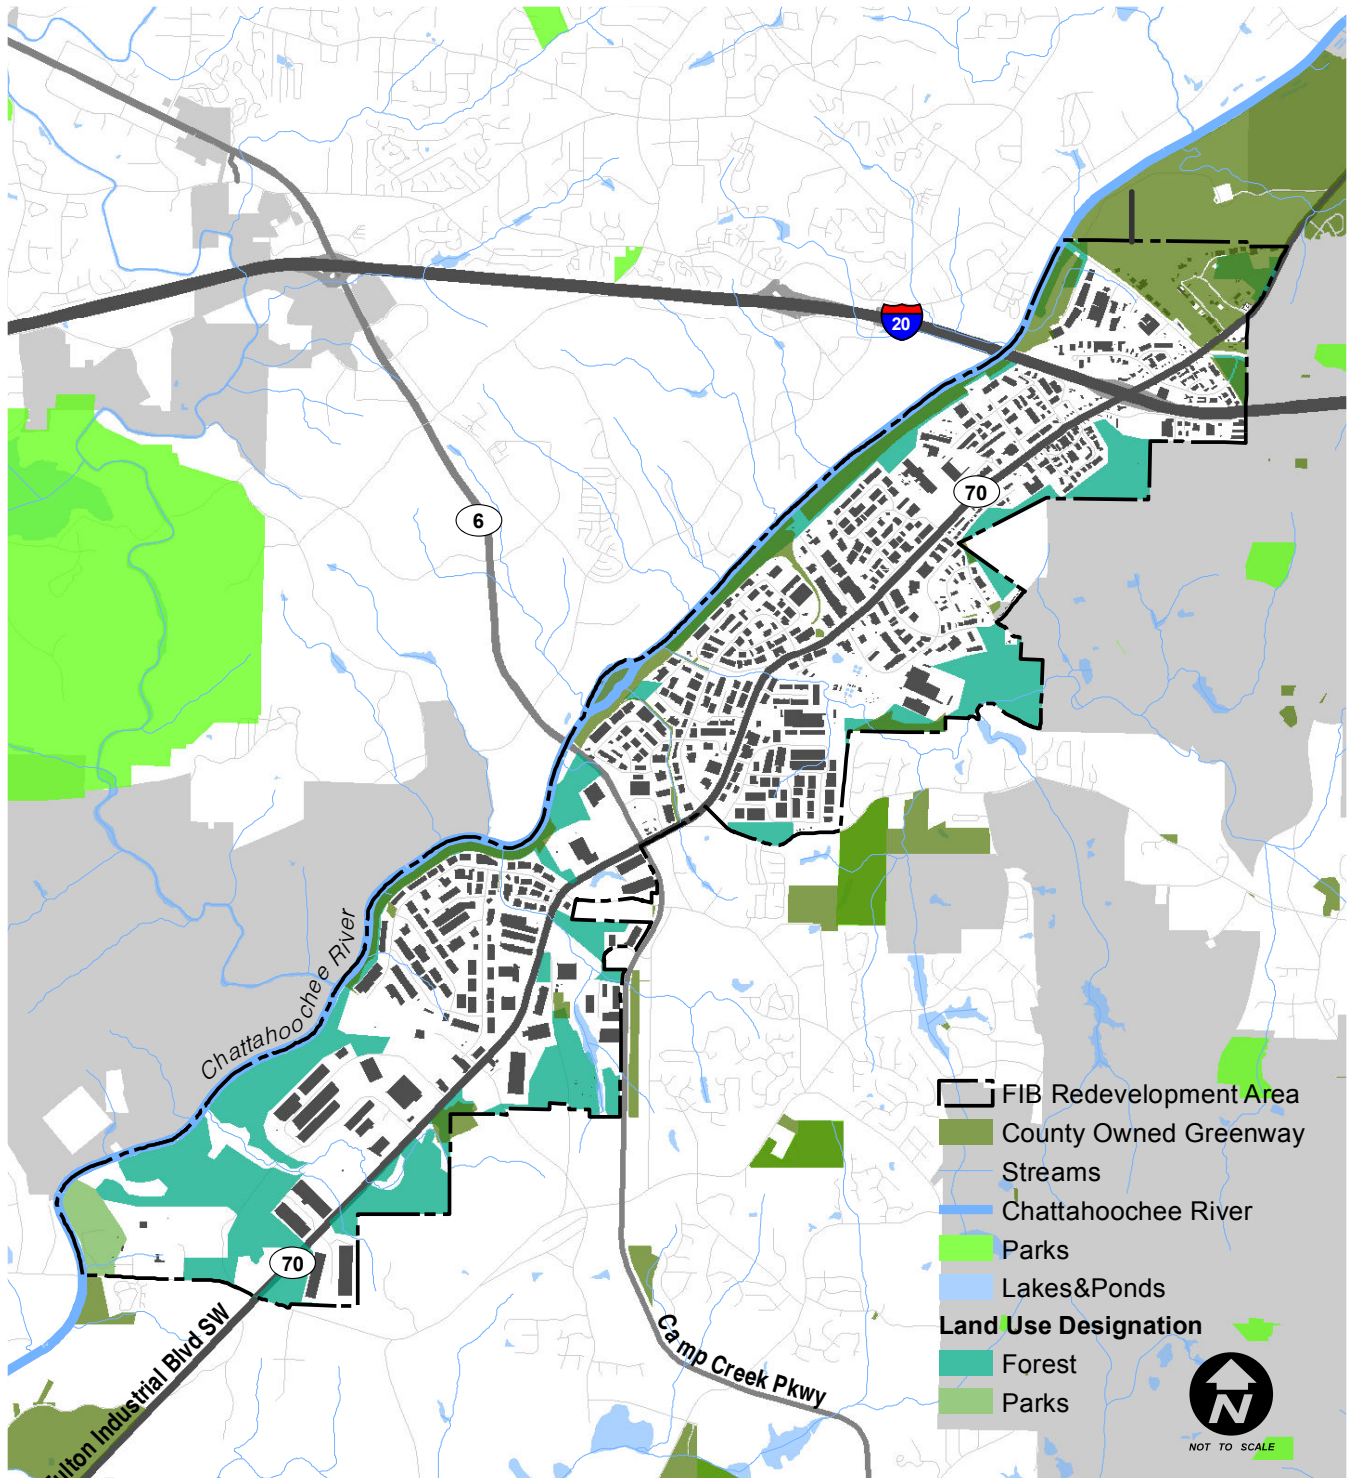 20
70
6
Chattahoochee River
FIB Redevelopment Area
County Owned Greenway
Streams
Chattahoochee River
Parks
Lakes&Ponds
Land Use Designation
Forest
Parks
70
Industrial Blvd SW
Camp Creek Pkwy
N
NOT TO SCALE